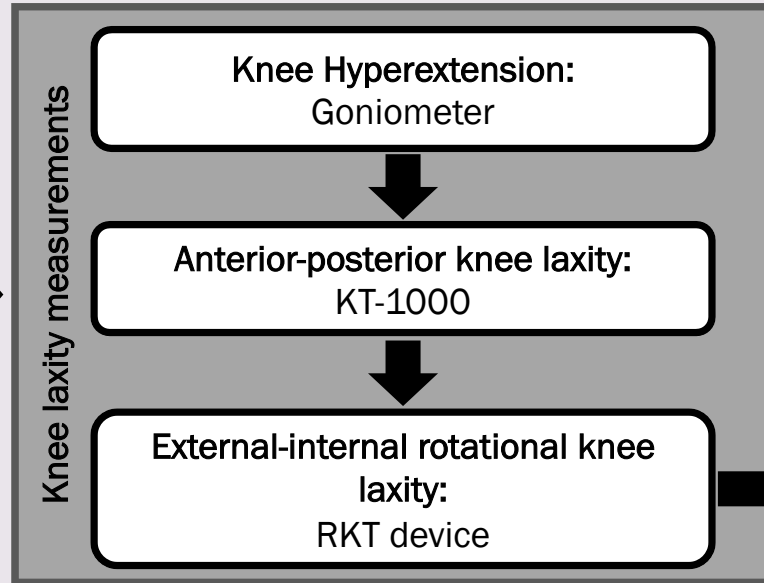 Knee laxity measurements
Knee Hyperextension:
Goniometer
Anterior-posterior knee laxity:
KT-1000
External-internal rotational knee
laxity:
RKT device